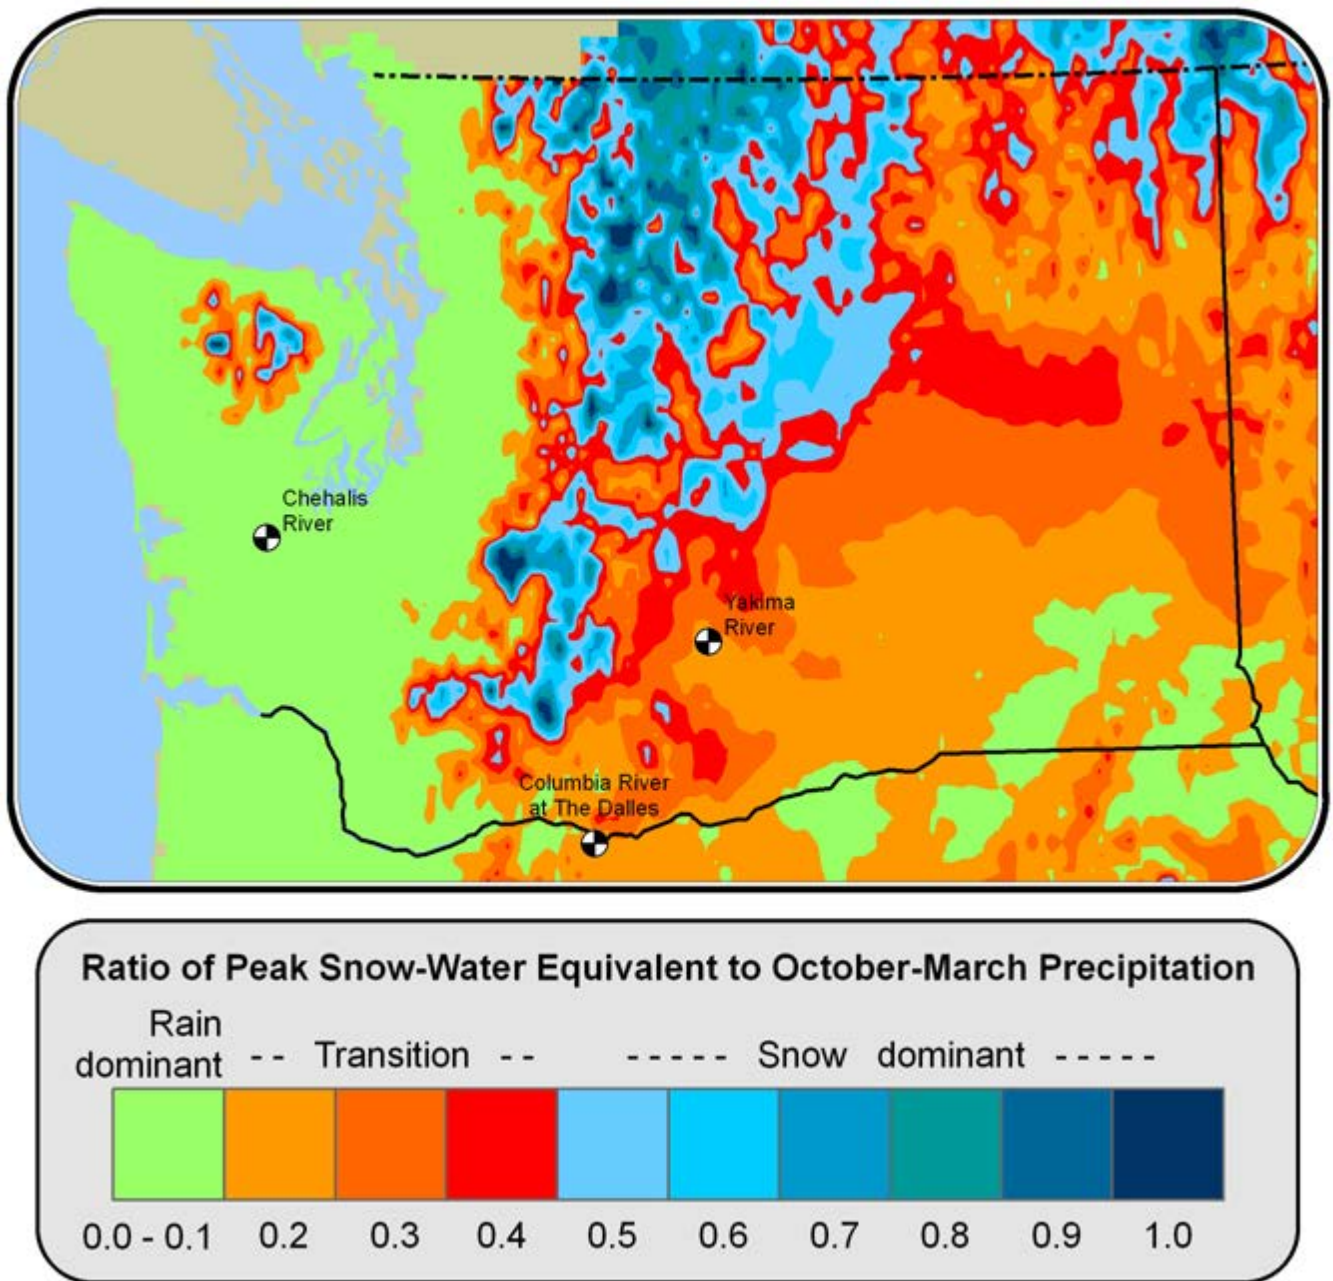 Chehalis
River
Yakima
River
Columbia River
at The Dalles
Ratio of Peak Snow-Water Equivalent to October-March Precipitation
Rain
dominant -- Transition -- ----- Snow dominant -----
0.0 - 0.1 0.2 0.3 0.4 0.5 0.6 0.7 0.8 0.9 1.0